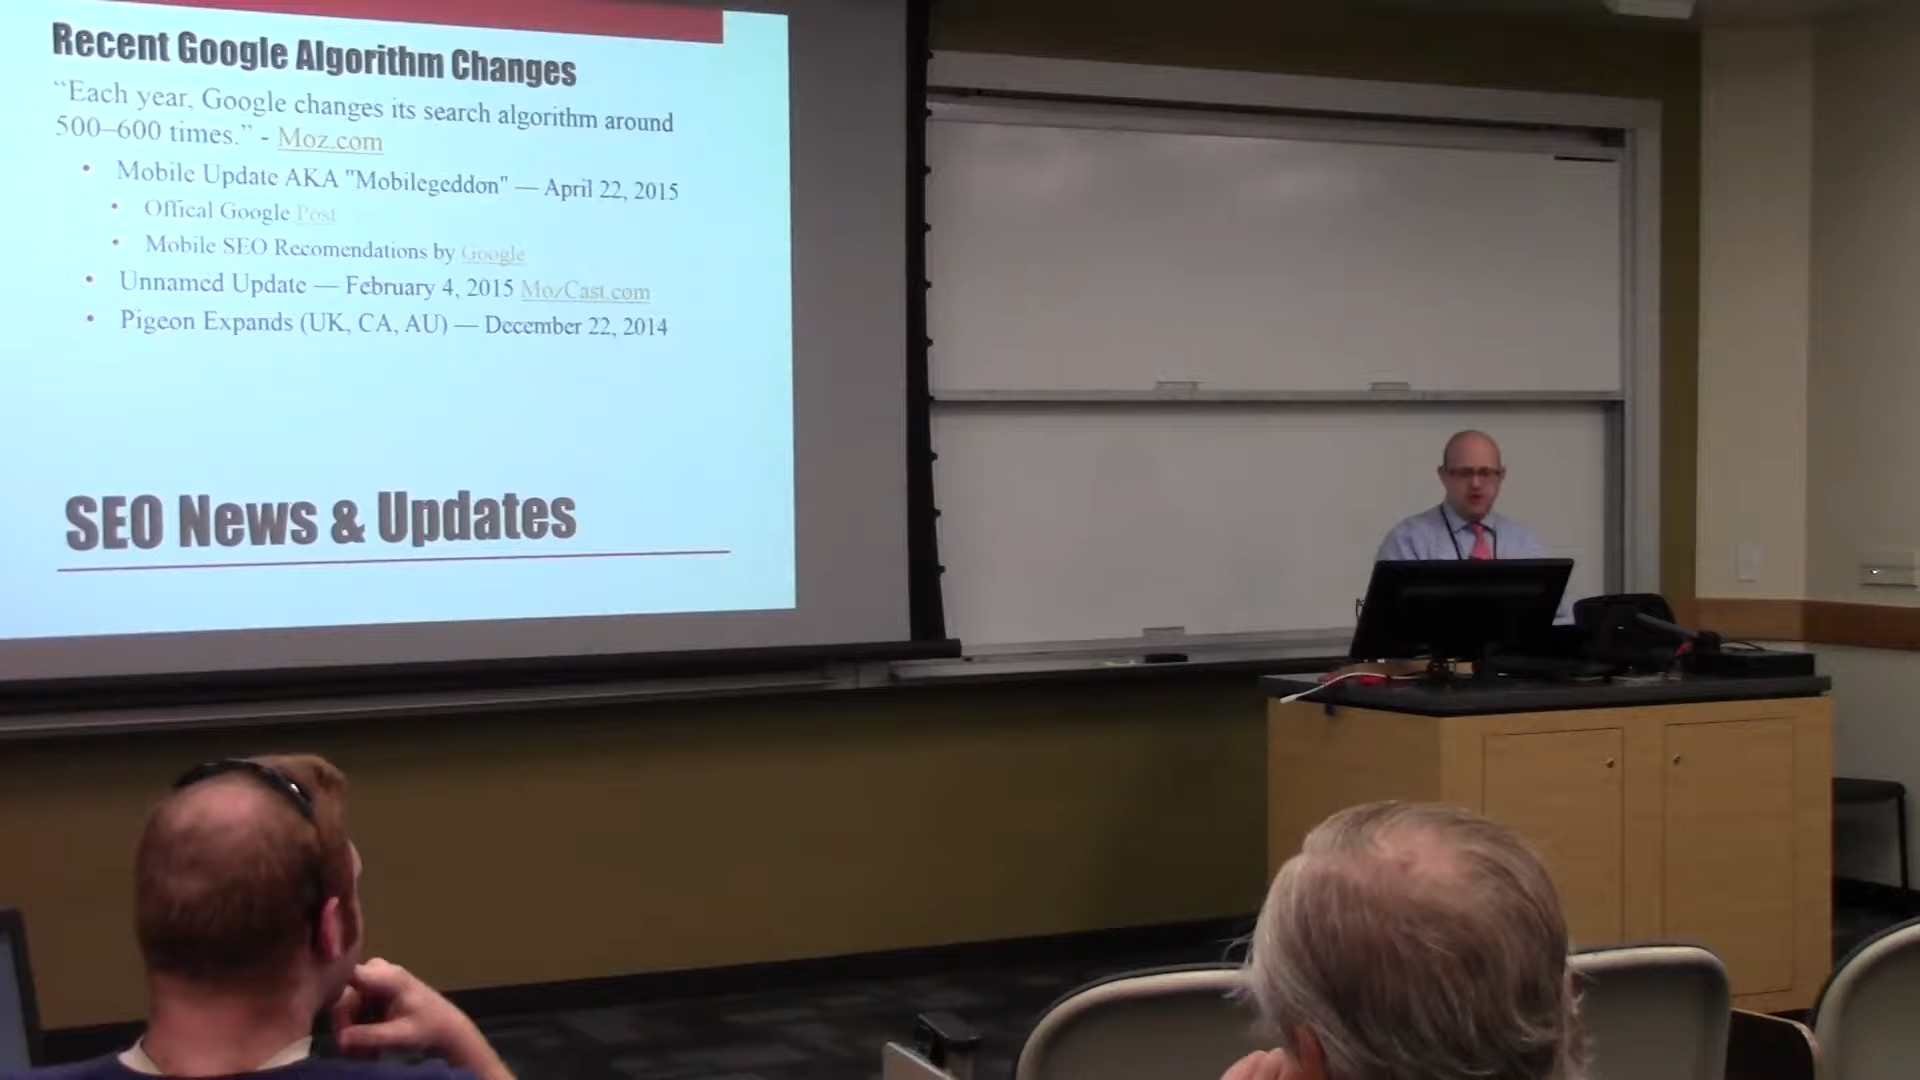 Recent Google Algorithm Changes
“Each year, Google changes its search algorithm around
500–600 times.” - Moz.com
• Mobile Update AKA "Mobilegeddon" — April 22, 2015
• Offical Google Post
• Mobile SEO Recomendations by Google
• Unnamed Update — February 4, 2015 MozCast.com
• Pigeon Expands (UK, CA, AU) — December 22, 2014
SEO News & Updates